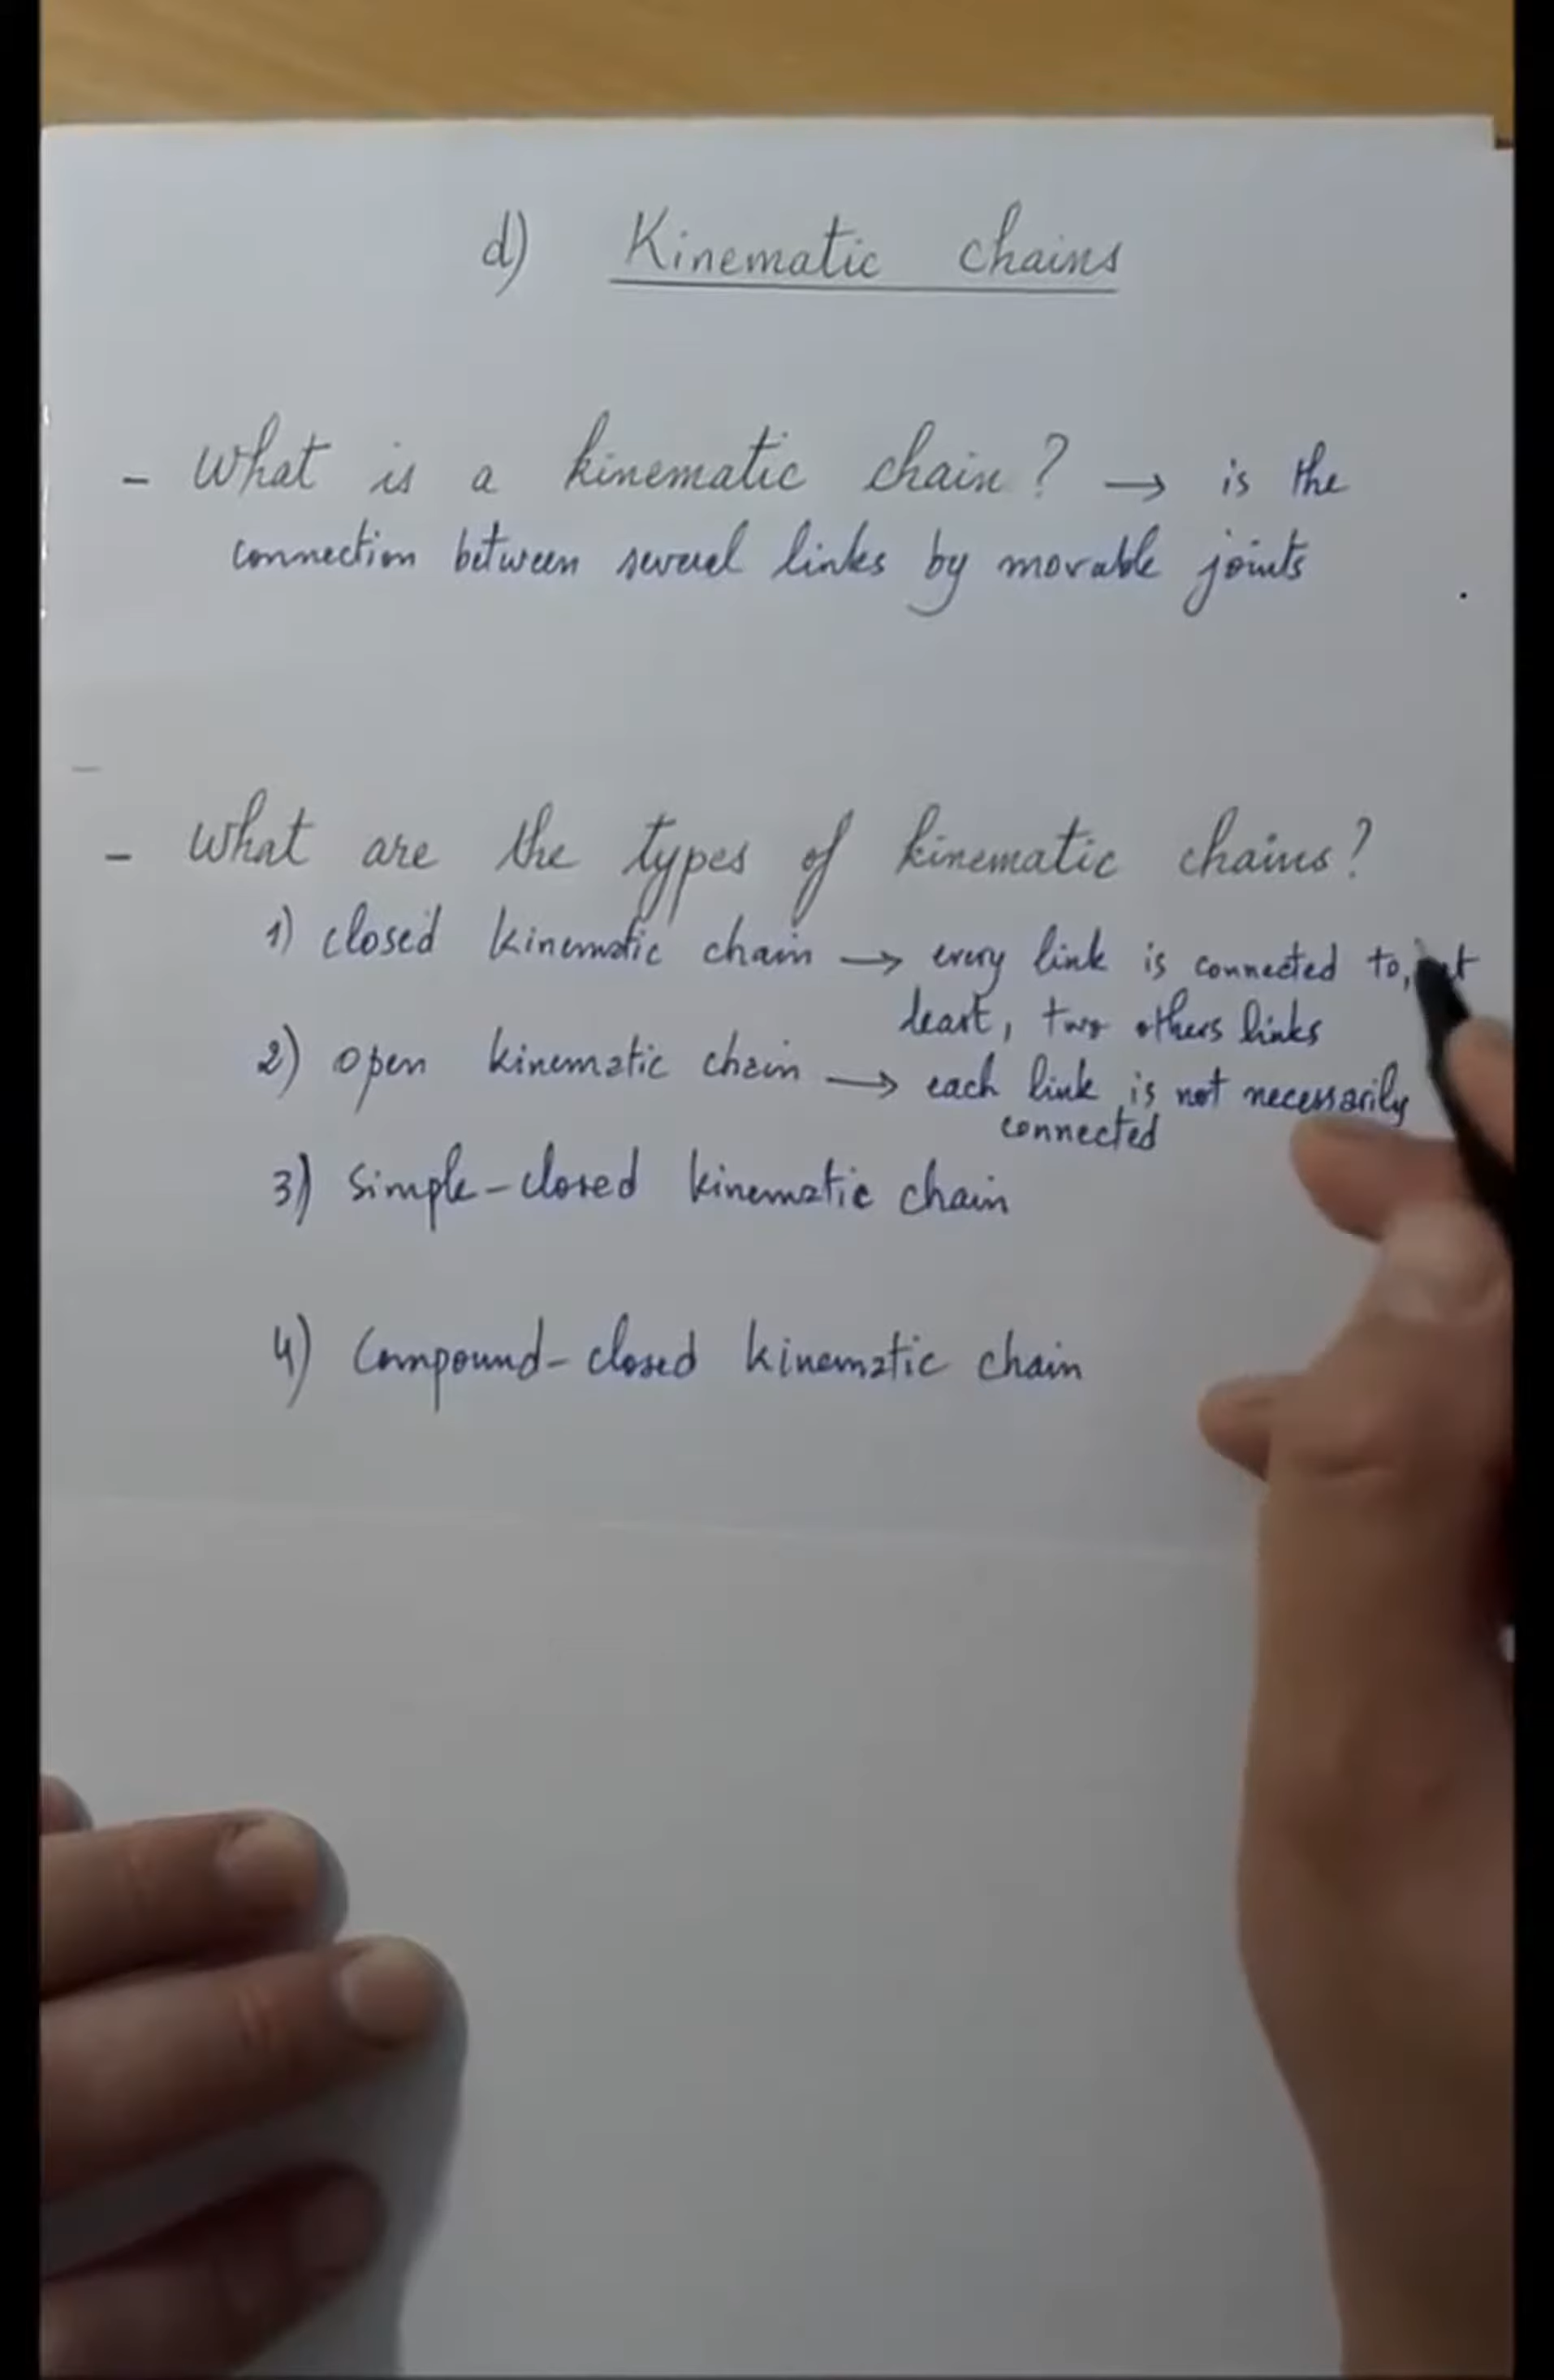 d) Kinematic chains
- What is a kinematic chain? → is the
connection between several links by movable joints
- What are the types of kinematic chains?
1) closed kinematic chain → every link is connected to, at
least, two others links
2) open kinematic chain → each link is not necessarily
connected
3) Simple-closed kinematic chain
4) Compound-closed kinematic chain